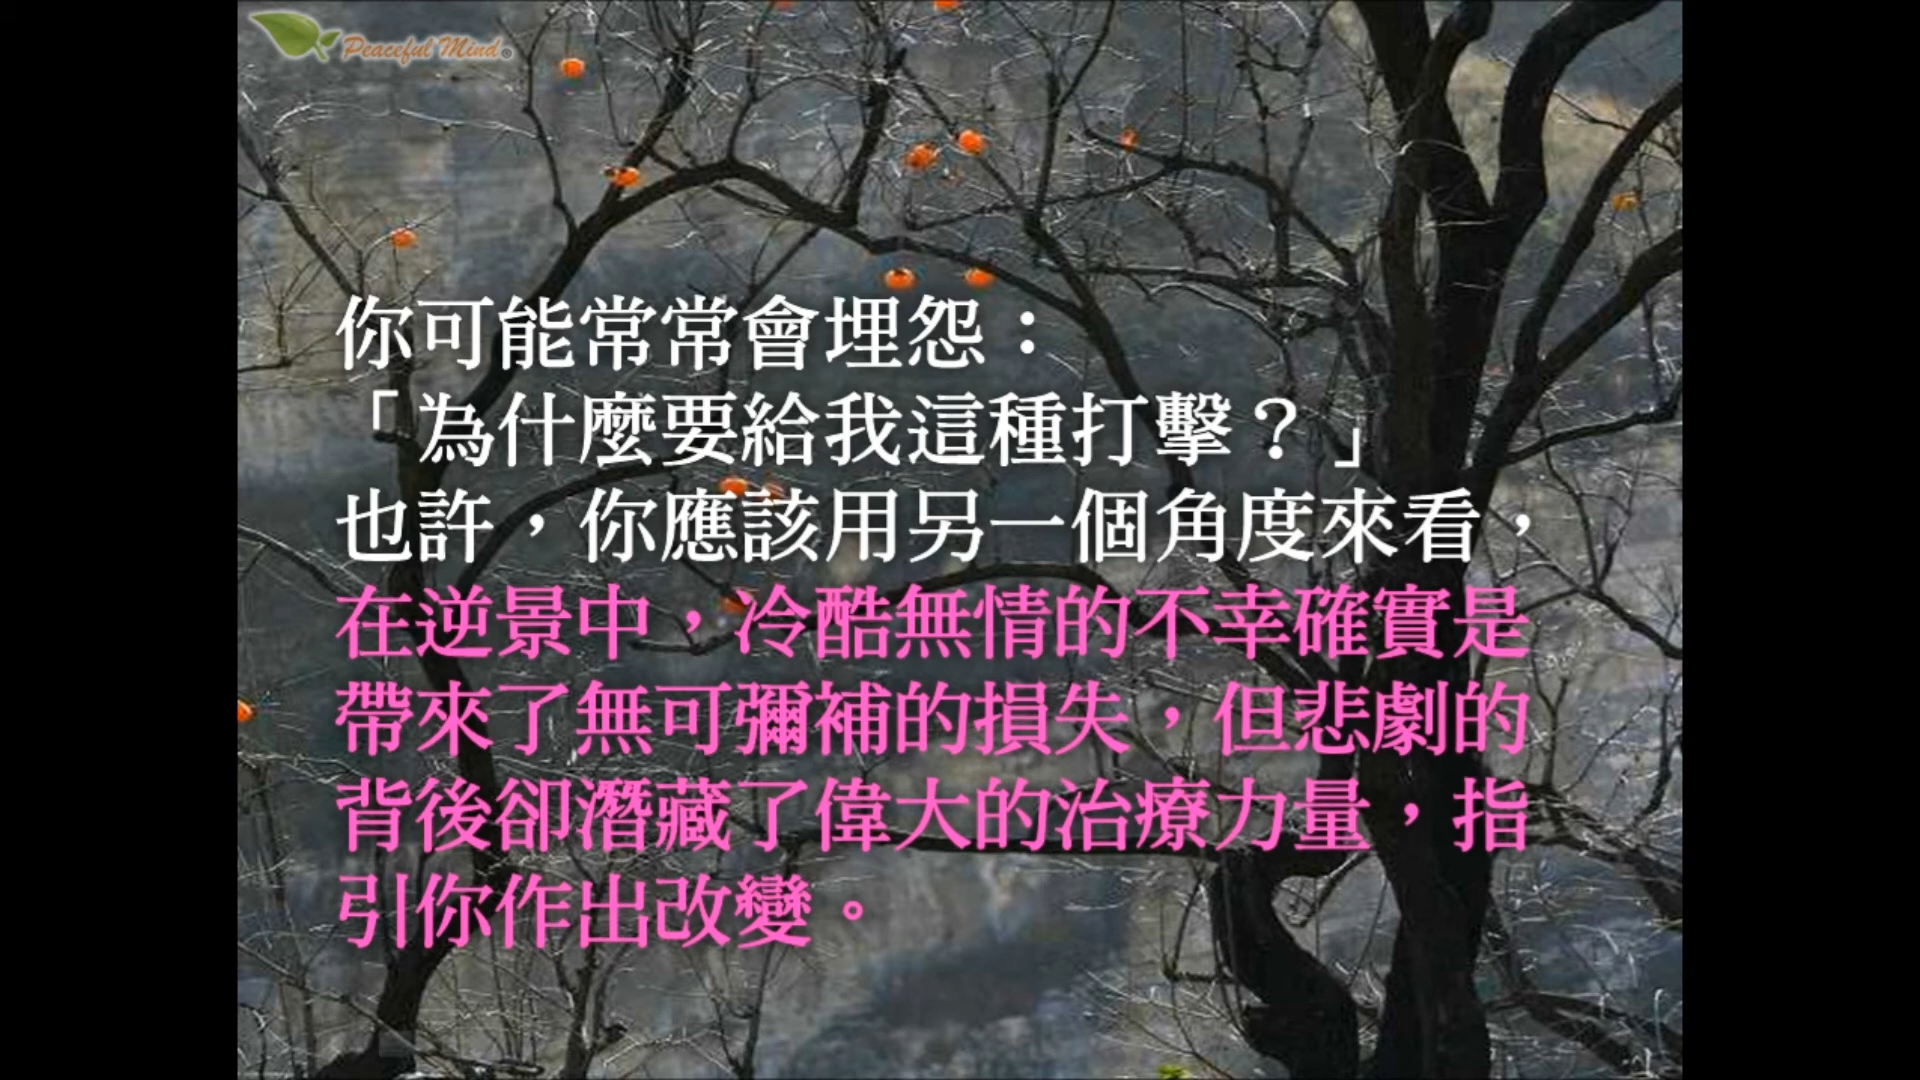 Peaceful Mind®
你可能常常會埋怨：
「為什麼要給我這種打擊？」
也許，你應該用另一個角度來看，
在逆景中，冷酷無情的不幸確實是
帶來了無可彌補的損失，但悲劇的
背後卻潛藏了偉大的治療力量，指
引你作出改變。